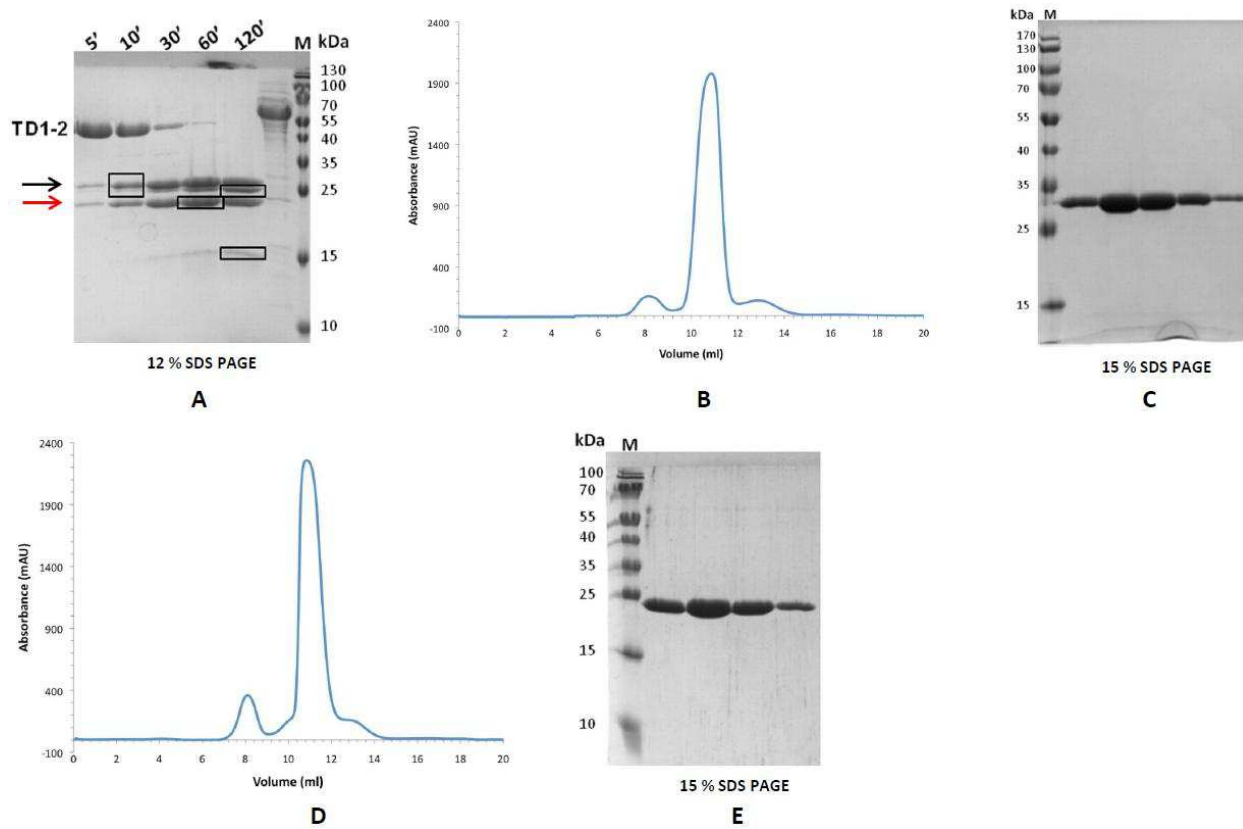 5' 10' 30' 60' 120' M kDa
130
100
70
55
40
35
25
15
10
TD1-2
12 % SDS PAGE
A
Absorbance (mAU)
2400
1900
1400
900
400
-100
0 2 4 6 8 10 12 14 16 18 20
Volume (ml)
B
kDa M
170
130
100
70
55
40
35
25
15
15 % SDS PAGE
C
Absorbance (mAU)
2400
1900
1400
900
400
-100
0 2 4 6 8 10 12 14 16 18 20
Volume (ml)
D
kDa M
100
70
55
40
35
25
15
10
15 % SDS PAGE
E